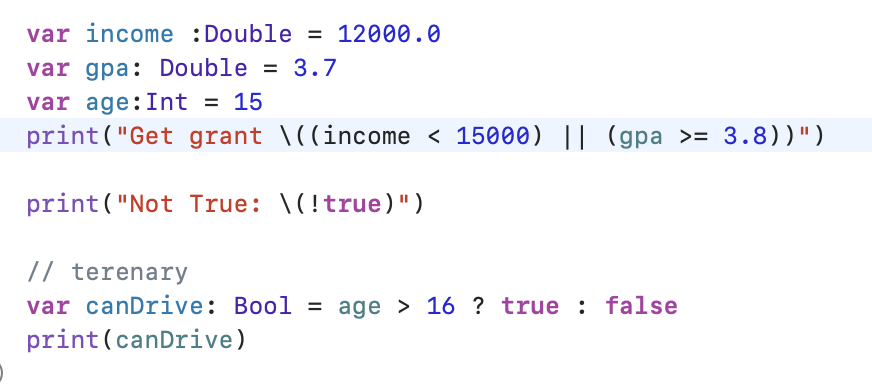 var income :Double = 12000.0
var gpa: Double = 3.7
var age:Int = 15
print("Get grant \((income < 15000) || (gpa >= 3.8))")
print("Not True: \(!true)")
// terenary
var canDrive: Bool = age > 16 ? true : false
print(canDrive)